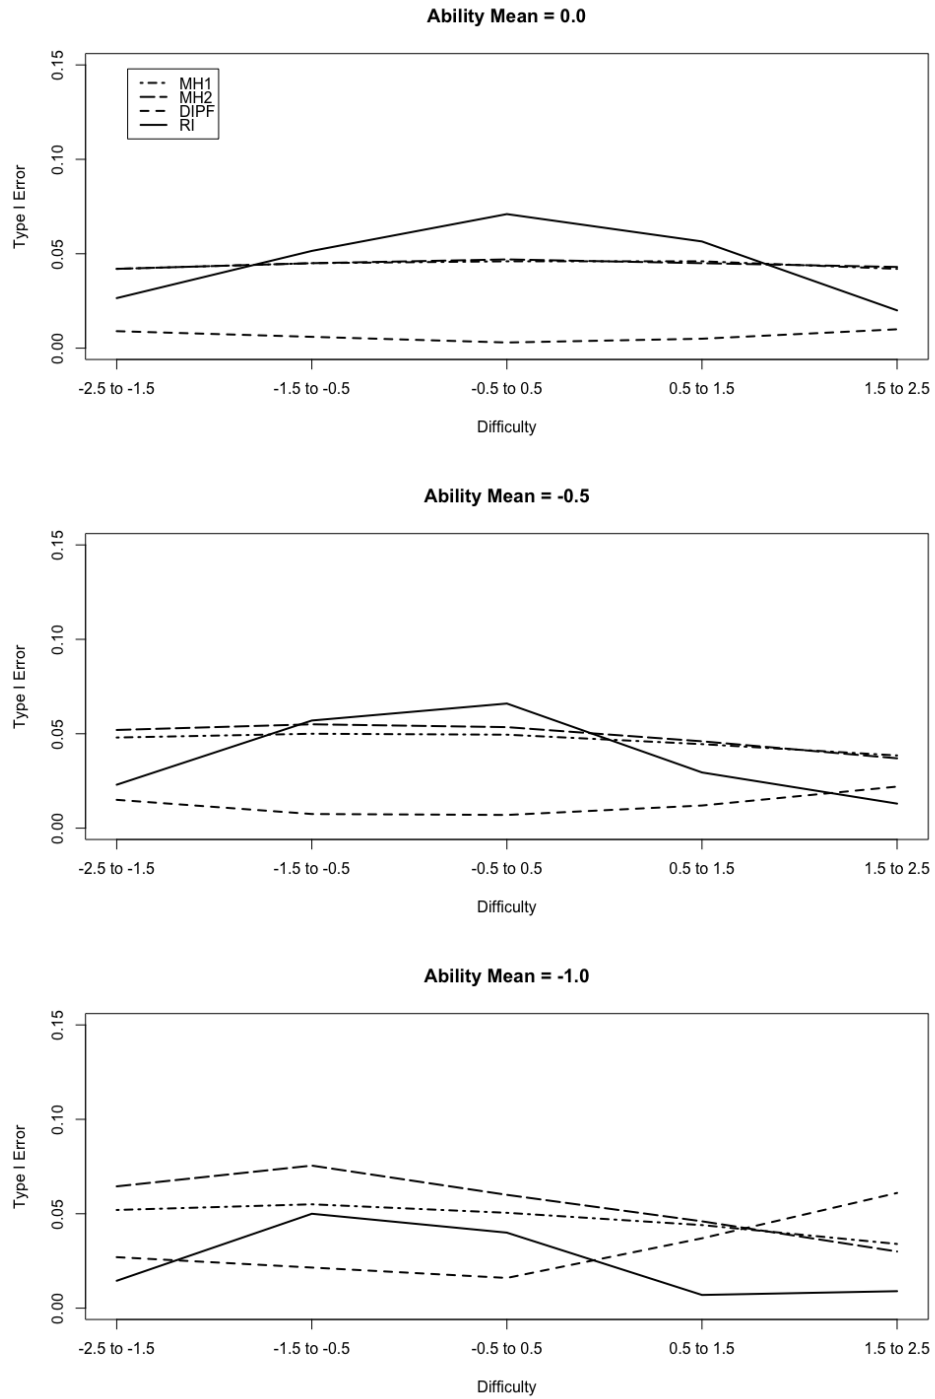 Ability Mean = 0.0
0.15
MH1
MH2
DIPF
RI
0.10
Type I Error
0.05
0.00
-2.5 to -1.5 -1.5 to -0.5 -0.5 to 0.5 0.5 to 1.5 1.5 to 2.5
Difficulty
Ability Mean = -0.5
0.15
0.10
Type I Error
0.05
0.00
-2.5 to -1.5 -1.5 to -0.5 -0.5 to 0.5 0.5 to 1.5 1.5 to 2.5
Difficulty
Ability Mean = -1.0
0.15
0.10
Type I Error
0.05
0.00
-2.5 to -1.5 -1.5 to -0.5 -0.5 to 0.5 0.5 to 1.5 1.5 to 2.5
Difficulty